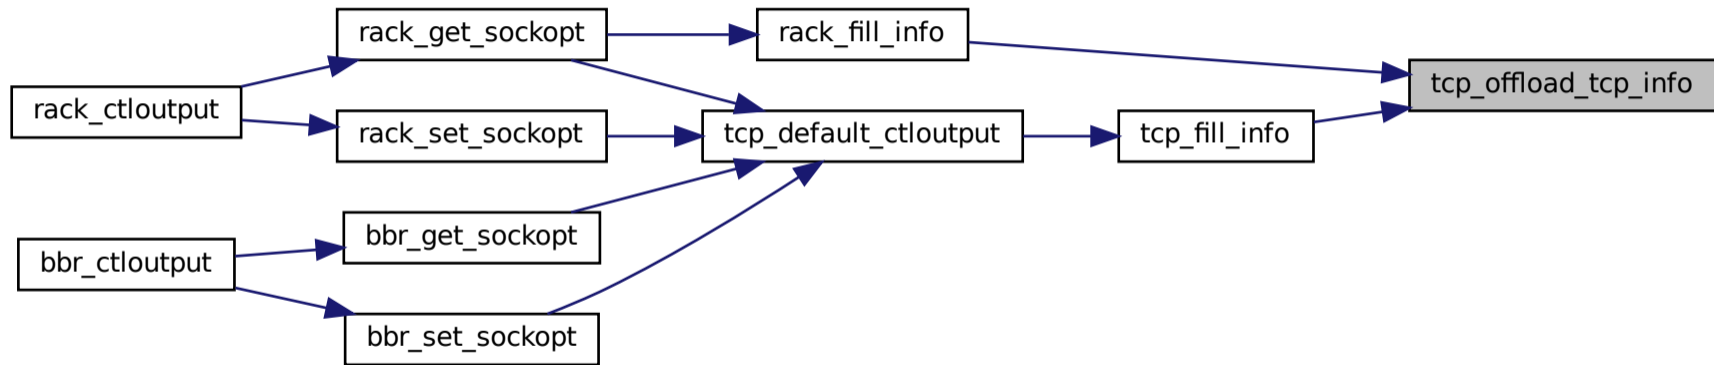 rack_get_sockopt
rack_fill_info
tcp_offload_tcp_info
rack_ctloutput
rack_set_sockopt
tcp_default_ctloutput
tcp_fill_info
bbr_get_sockopt
bbr_ctloutput
bbr_set_sockopt